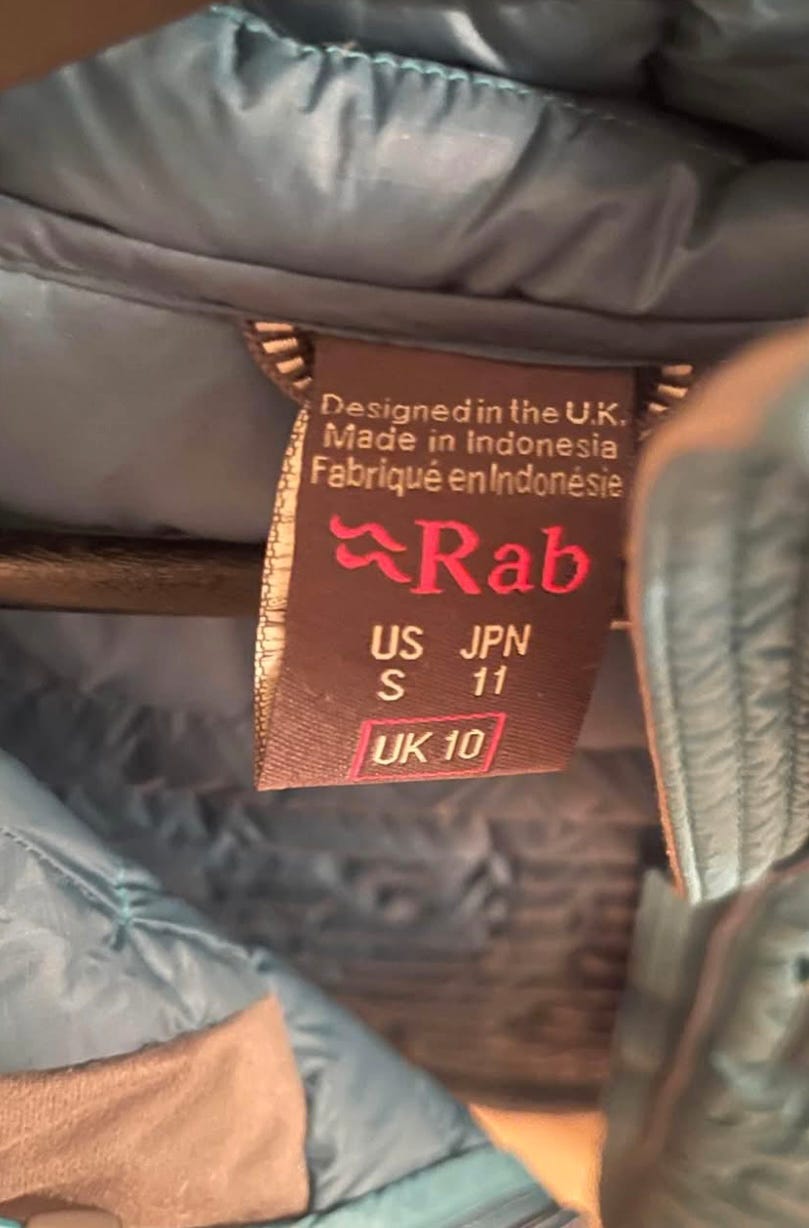 Designed in the U.K.
Made in Indonesia
Fabriqué en Indonésie
Rab
US JPN
S 11
UK 10